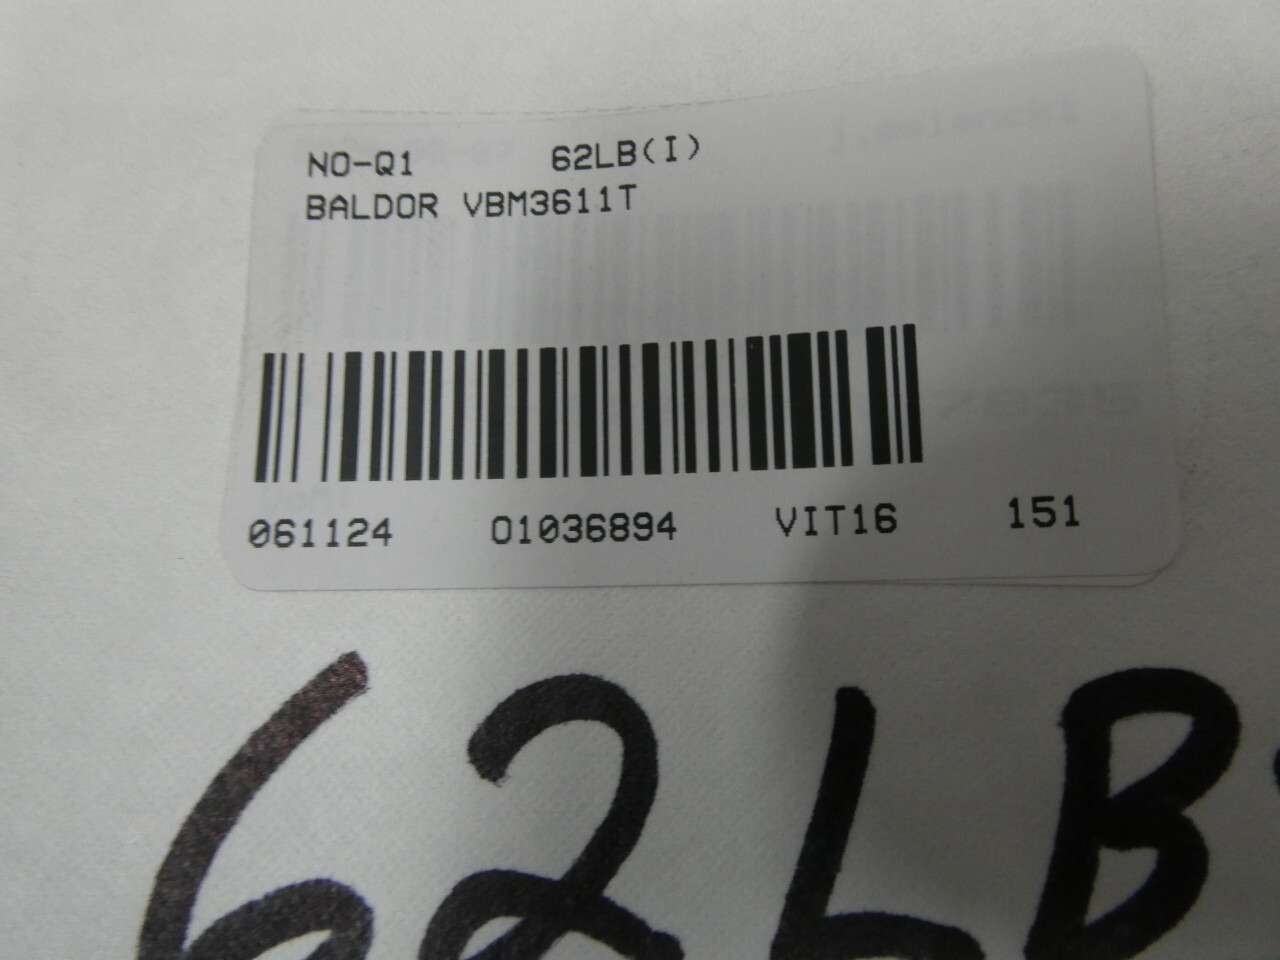 NO-Q1 62LB(I)
BALDOR VBM3611T
061124 01036894 VIT16 151
62LB